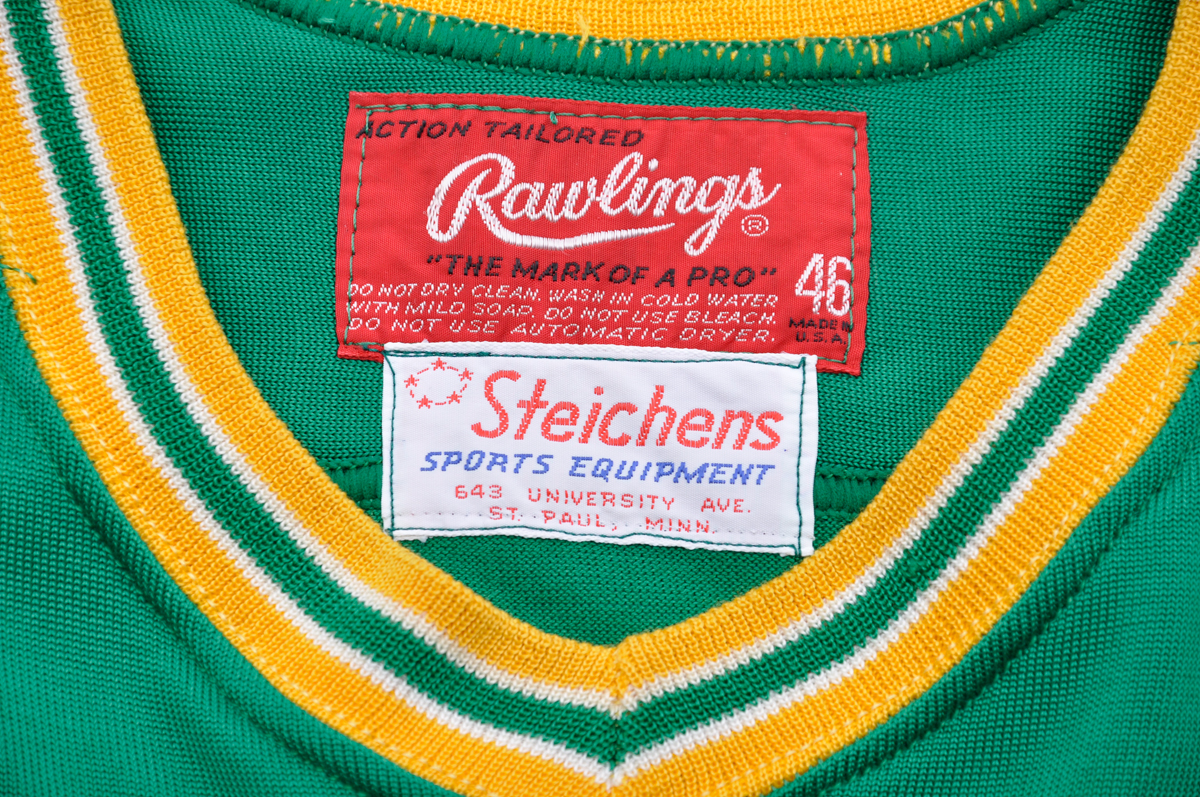 ACTION TAILORED
Rawlings®
"THE MARK OF A PRO"
DO NOT DRY CLEAN. WASH IN COLD WATER
WITH MILD SOAP. DO NOT USE BLEACH.
DO NOT USE AUTOMATIC DRYER.
46
MADE IN
U.S.A.
Steichens
SPORTS EQUIPMENT
643 UNIVERSITY AVE.
ST. PAUL, MINN.